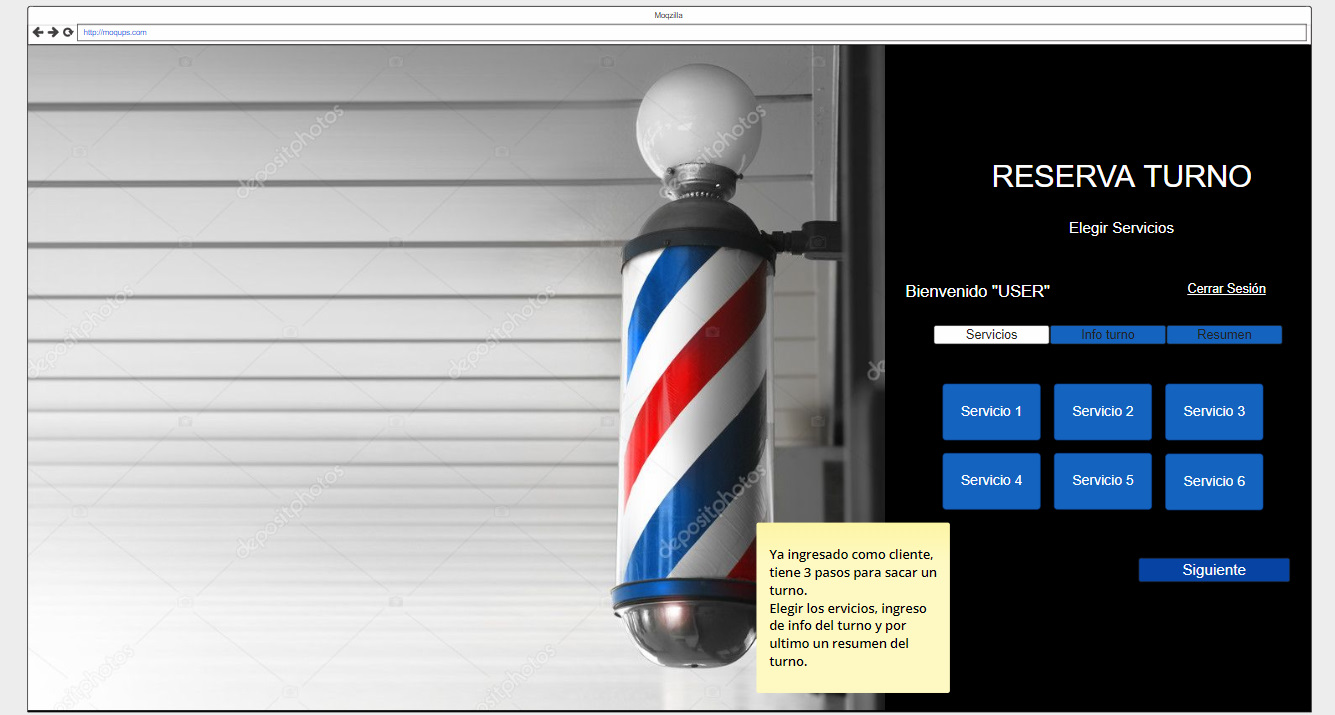 Moqzilla
http://moqups.com
RESERVA TURNO
Elegir Servicios
Bienvenido "USER"
Cerrar Sesión
Servicios
Info turno
Resumen
Servicio 1
Servicio 2
Servicio 3
Servicio 4
Servicio 5
Servicio 6
Siguiente
Ya ingresado como cliente,
tiene 3 pasos para sacar un
turno.
Elegir los ervicios, ingreso
de info del turno y por
ultimo un resumen del
turno.
depositphotos
depositphotos
depositphotos
depositphotos
depositphotos
depositphotos
depositphotos
depositphotos